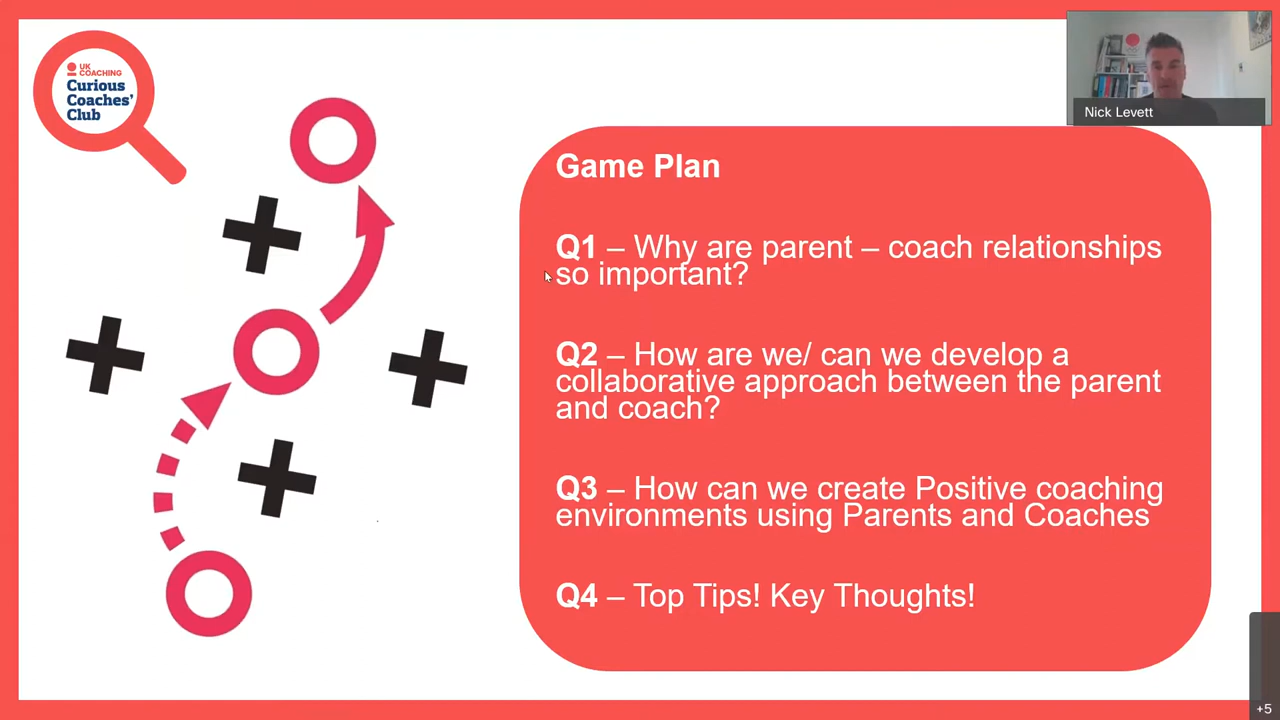 UK
COACHING
Curious
Coaches'
Club
Nick Levett
Game Plan
Q1 – Why are parent – coach relationships
so important?
Q2 – How are we/ can we develop a
collaborative approach between the parent
and coach?
Q3 – How can we create Positive coaching
environments using Parents and Coaches
Q4 – Top Tips! Key Thoughts!
+5